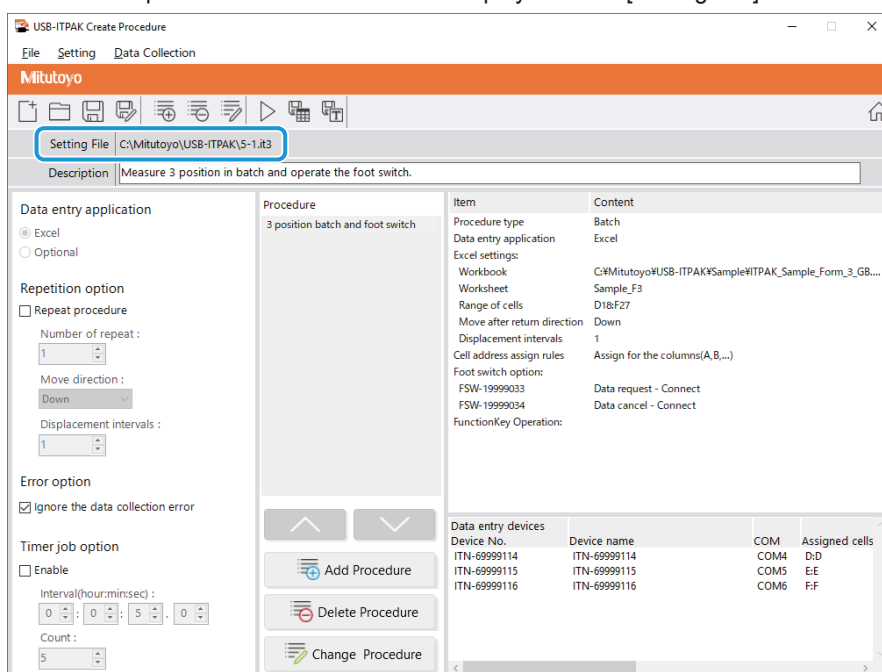 USB-ITPAK Create Procedure
File Setting Data Collection
Mitutoyo
Setting File C:\Mitutoyo\USB-ITPAK\5-1.it3
Description Measure 3 position in batch and operate the foot switch.
Data entry application
Excel
Optional
Repetition option
Repeat procedure
Number of repeat :
1
Move direction :
Down
Displacement intervals :
1
Error option
Ignore the data collection error
Timer job option
Enable
Interval(hour:min:sec) :
0 : 0 : 5 . 0
Count :
5
Procedure
3 position batch and foot switch
Add Procedure
Delete Procedure
Change Procedure
Item Content
Procedure type Batch
Data entry application Excel
Excel settings:
Workbook C:¥Mitutoyo¥USB-ITPAK¥Sample¥ITPAK_Sample_Form_3_GB....
Worksheet Sample_F3
Range of cells D18:F27
Move after return direction Down
Displacement intervals 1
Cell address assign rules Assign for the columns(A,B,...)
Foot switch option:
FSW-19999033 Data request - Connect
FSW-19999034 Data cancel - Connect
FunctionKey Operation:
Data entry devices
Device No. Device name COM Assigned cells
ITN-69999114 ITN-69999114 COM4 D:D
ITN-69999115 ITN-69999115 COM5 E:E
ITN-69999116 ITN-69999116 COM6 F:F